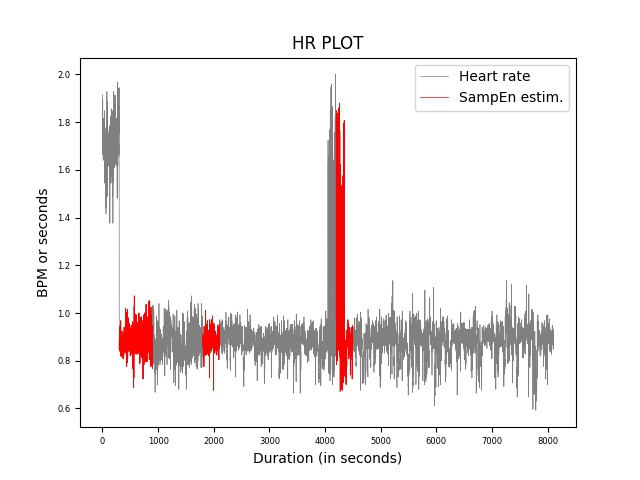 HR PLOT
Heart rate
SampEn estim.
BPM or seconds
2.0
1.8
1.6
1.4
1.2
1.0
0.8
0.6
0 1000 2000 3000 4000 5000 6000 7000 8000
Duration (in seconds)